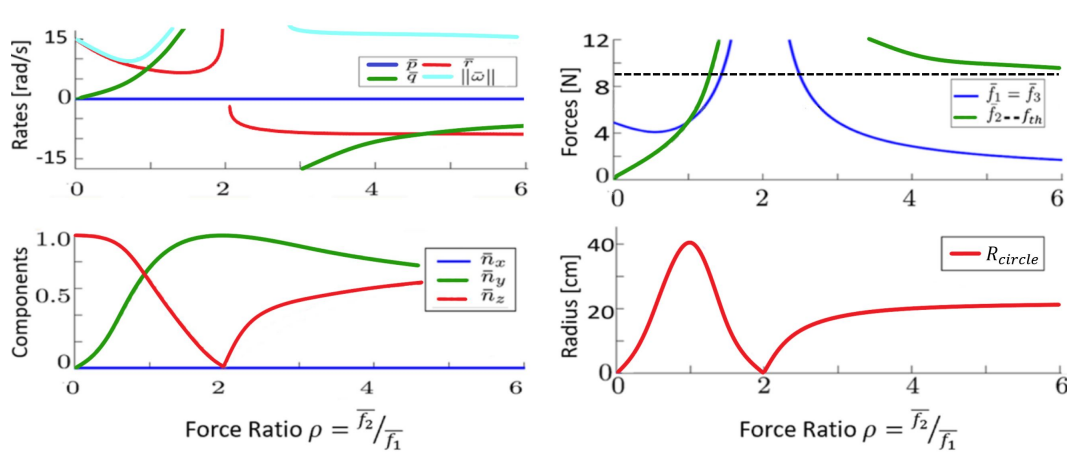 Rates [rad/s]
15
0
-15
0
2
4
6
p̄ r̄
q̄ ||ω̄||
Forces [N]
12
8
4
0
0
2
4
6
f̄₁ = f̄₃
f̄₂ -- f_th
Components
1.0
0.5
0
0
2
4
6
n̄ₓ
n̄_y
n̄_z
Force Ratio ρ = f̄₂/f̄₁
Radius [cm]
40
20
0
0
2
4
6
R_circle
Force Ratio ρ = f̄₂/f̄₁